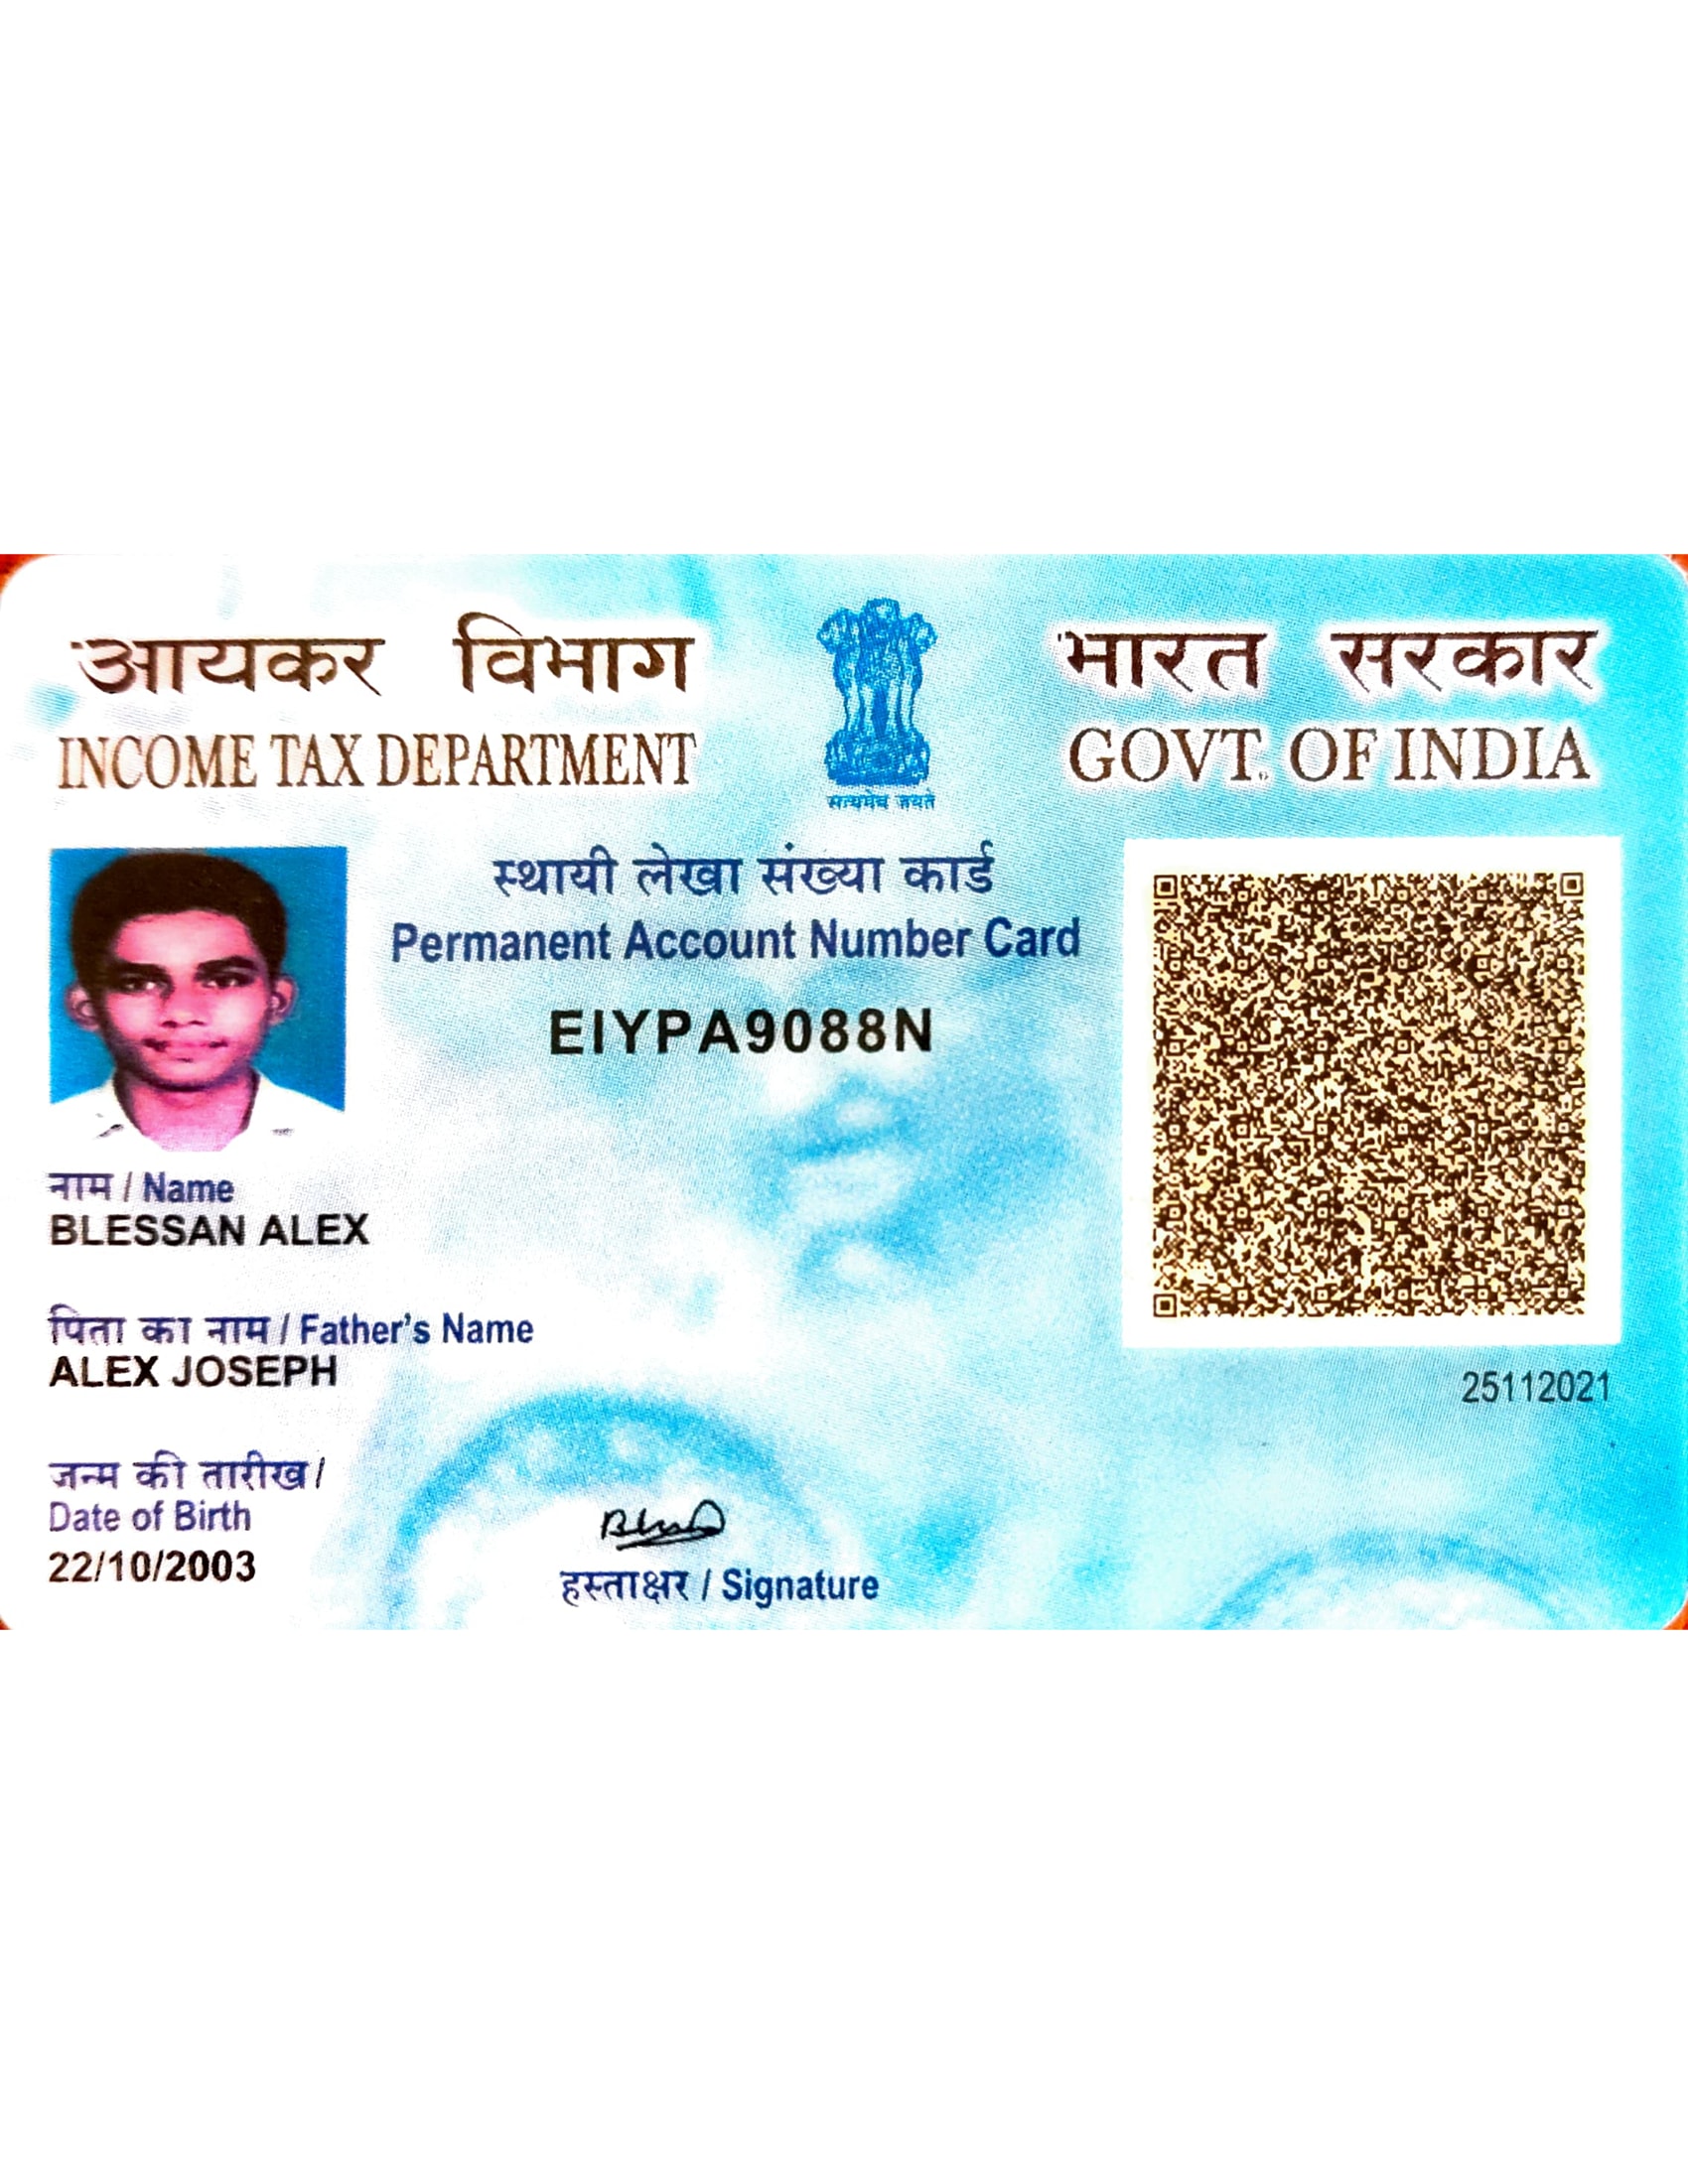 आयकर विभाग
INCOME TAX DEPARTMENT
सत्यमेव जयते
भारत सरकार
GOVT. OF INDIA
स्थायी लेखा संख्या कार्ड
Permanent Account Number Card
EIYPA9088N
नाम / Name
BLESSAN ALEX
पिता का नाम / Father's Name
ALEX JOSEPH
25112021
जन्म की तारीख /
Date of Birth
22/10/2003
हस्ताक्षर / Signature